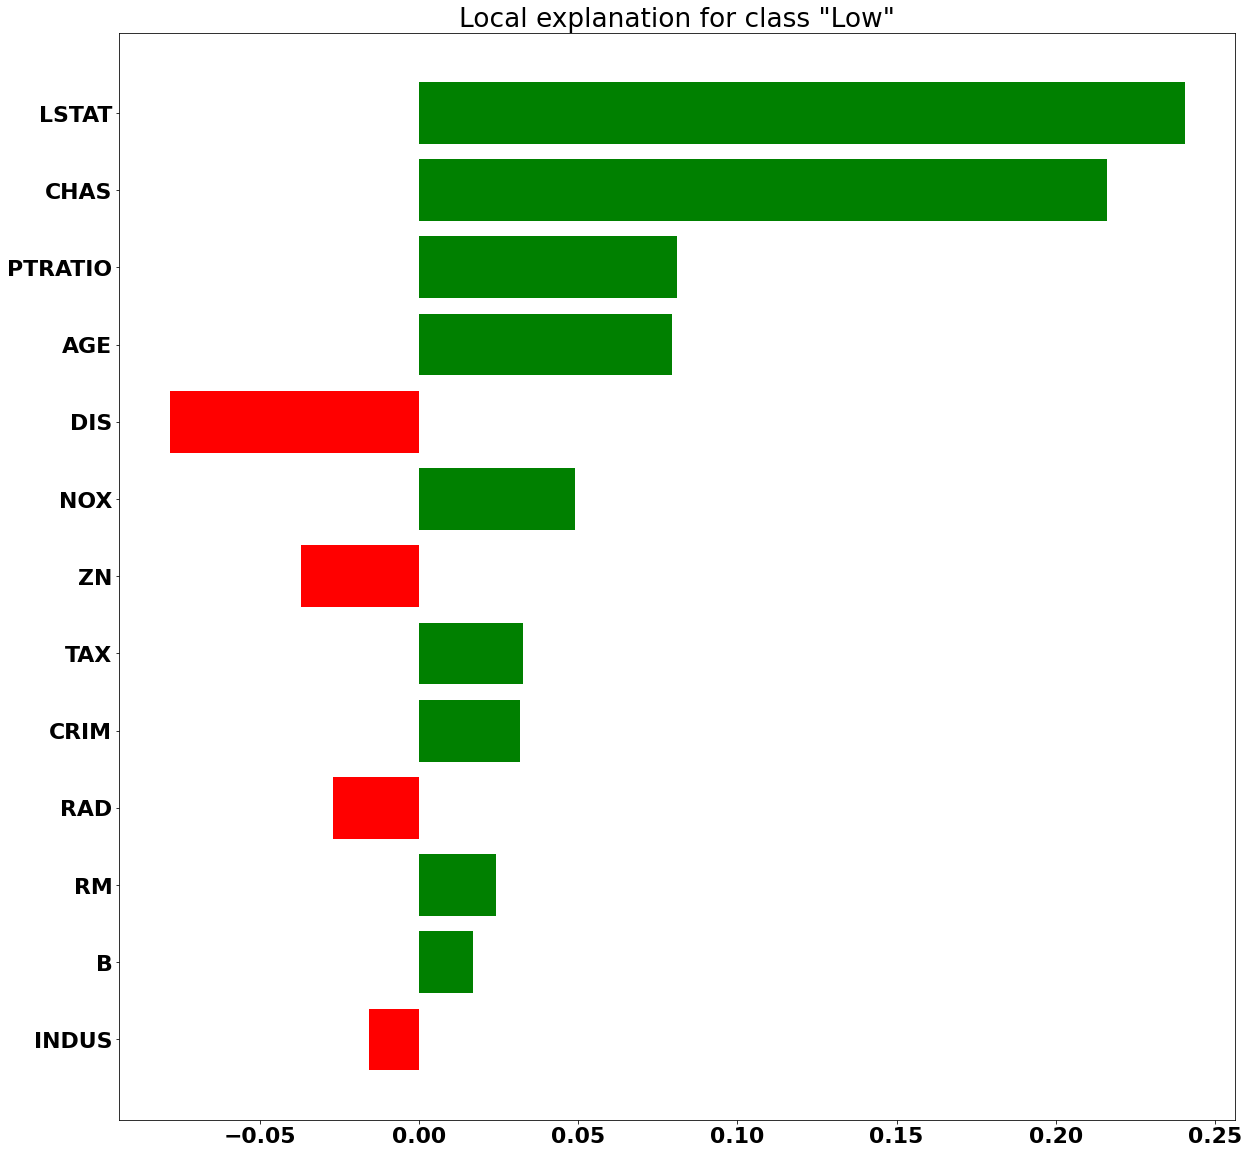 Local explanation for class "Low"
LSTAT
CHAS
PTRATIO
AGE
DIS
NOX
ZN
TAX
CRIM
RAD
RM
B
INDUS
−0.05 0.00 0.05 0.10 0.15 0.20 0.25